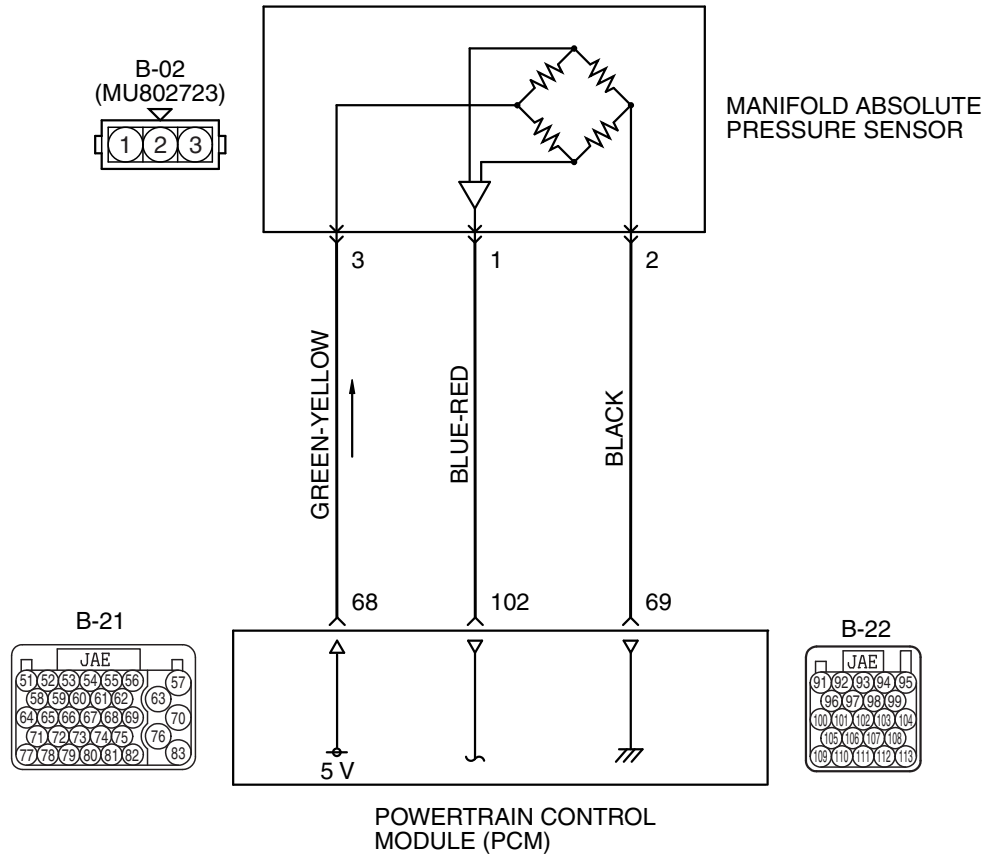 B-02
(MU802723)
1 2 3
MANIFOLD ABSOLUTE
PRESSURE SENSOR
3 1 2
GREEN-YELLOW
BLUE-RED
BLACK
68 102 69
B-21
JAE
51 52 53 54 55 56 57
58 59 60 61 62 63
64 65 66 67 68 69 70
71 72 73 74 75 76
77 78 79 80 81 82 83
5 V
B-22
JAE
91 92 93 94 95
96 97 98 99
100 101 102 103 104
105 106 107 108
109 110 111 112 113
POWERTRAIN CONTROL
MODULE (PCM)